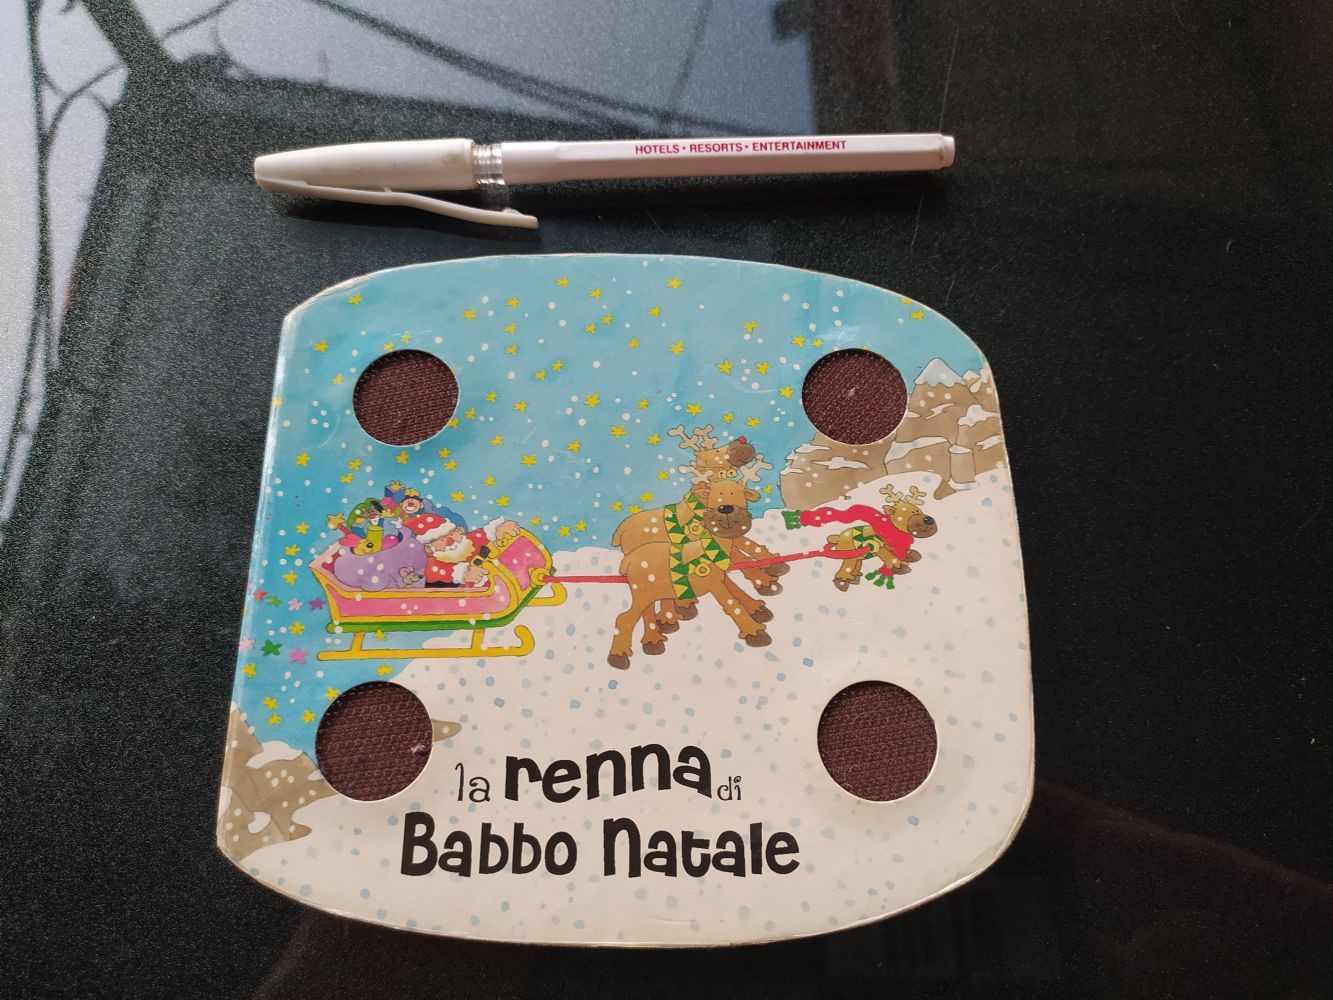 HOTELS • RESORTS • ENTERTAINMENT
la renna di
Babbo Natale